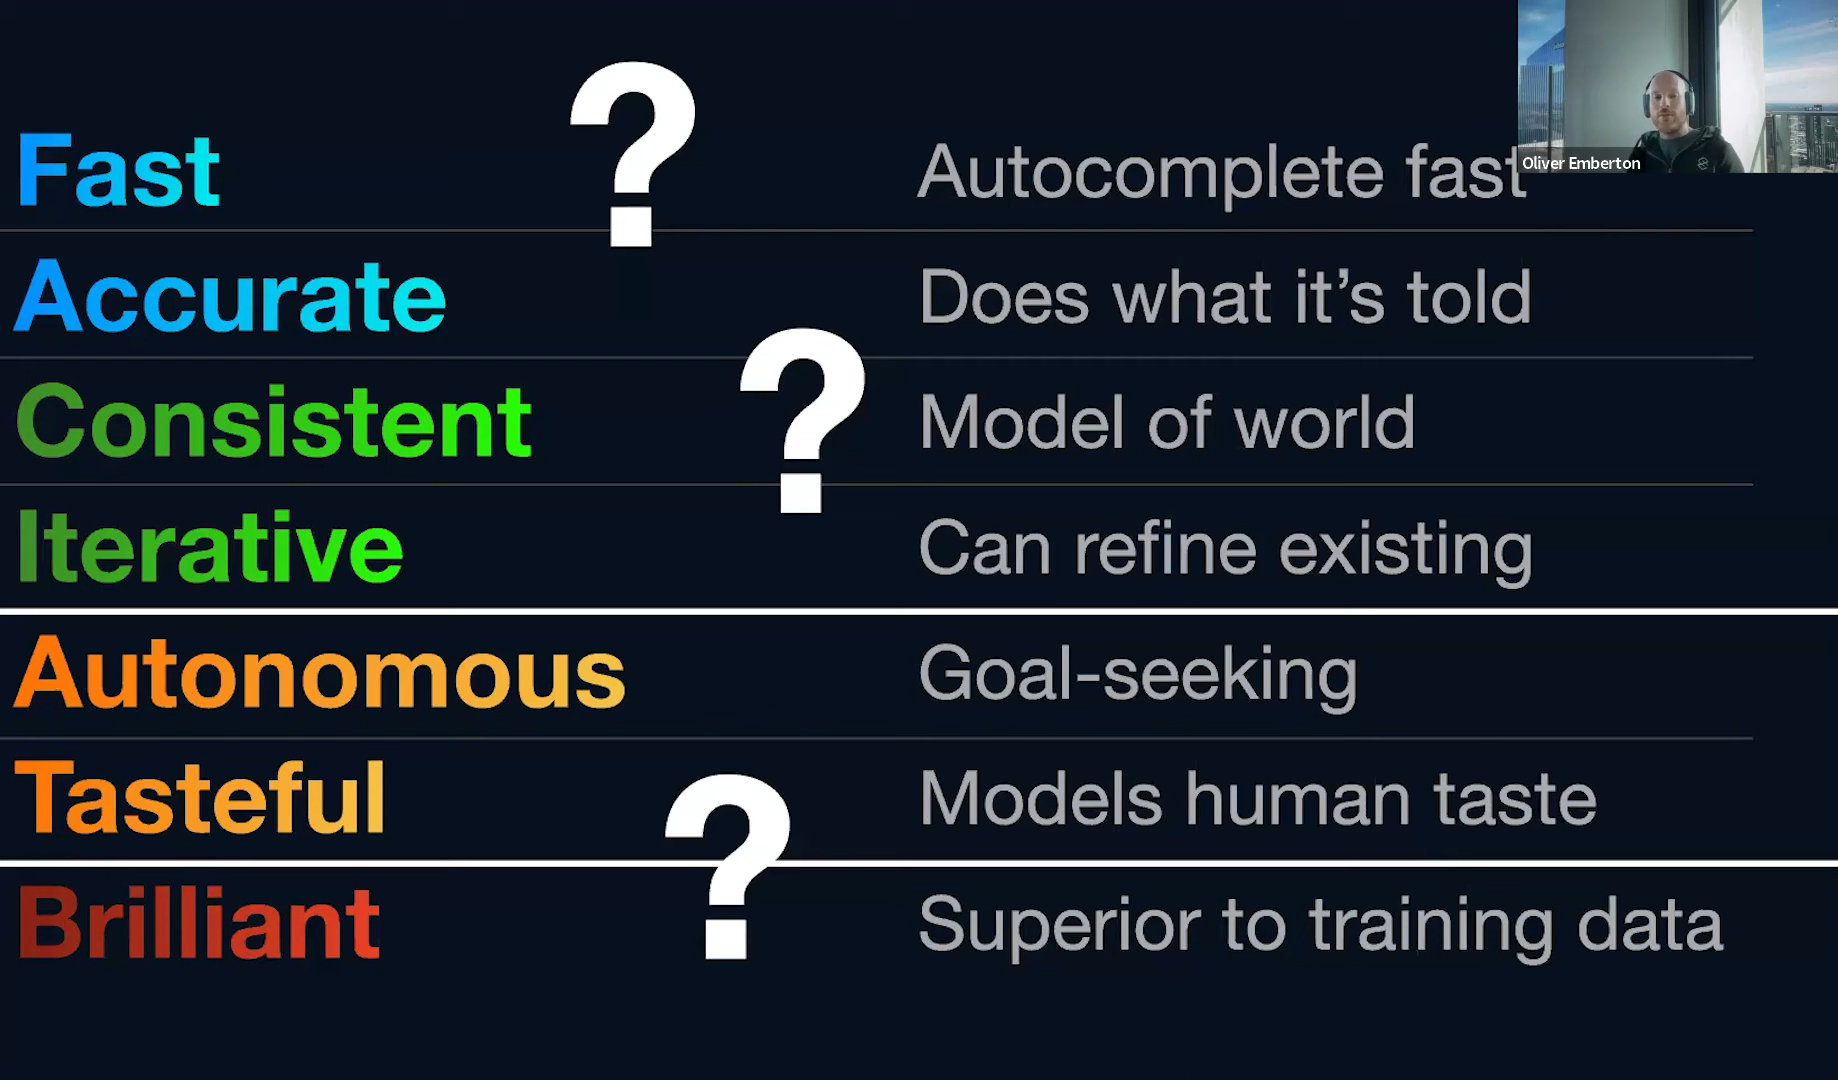 Fast
?
Autocomplete fast
Oliver Emberton
Accurate
Does what it's told
Consistent
?
Model of world
Iterative
Can refine existing
Autonomous
Goal-seeking
Tasteful
?
Models human taste
Brilliant
Superior to training data